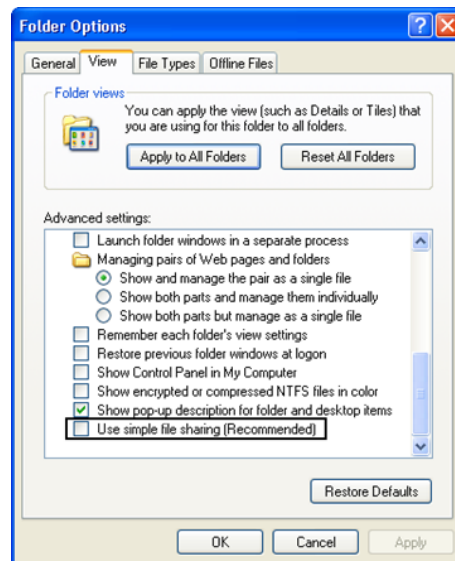 Folder Options
General
View
File Types
Offline Files
Folder views
You can apply the view (such as Details or Tiles) that
you are using for this folder to all folders.
Apply to All Folders
Reset All Folders
Advanced settings:
Launch folder windows in a separate process
Managing pairs of Web pages and folders
Show and manage the pair as a single file
Show both parts and manage them individually
Show both parts but manage as a single file
Remember each folder's view settings
Restore previous folder windows at logon
Show Control Panel in My Computer
Show encrypted or compressed NTFS files in color
Show pop-up description for folder and desktop items
Use simple file sharing (Recommended)
Restore Defaults
OK
Cancel
Apply